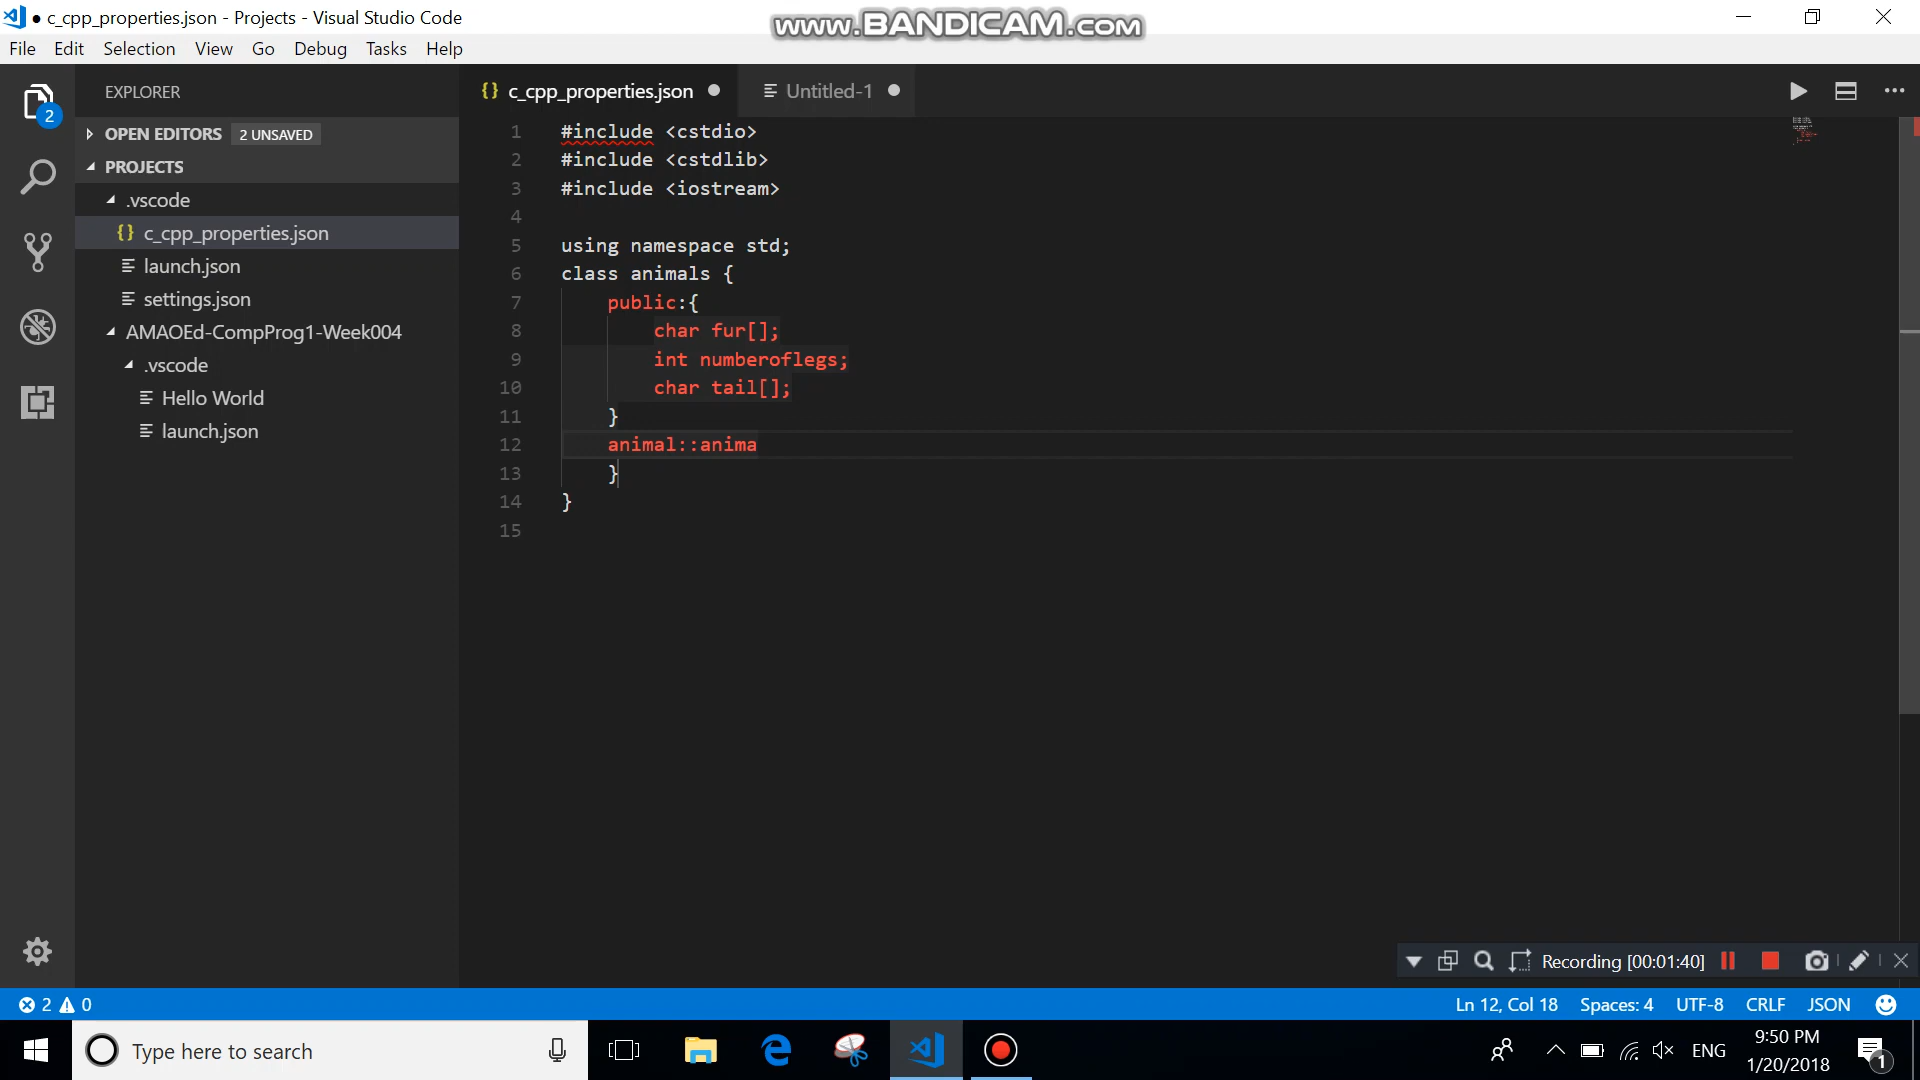 c_cpp_properties.json - Projects - Visual Studio Code
www.BANDICAM.com
File Edit Selection View Go Debug Tasks Help
EXPLORER
OPEN EDITORS 2 UNSAVED
PROJECTS
.vscode
{} c_cpp_properties.json
launch.json
settings.json
AMAOEd-CompProg1-Week004
.vscode
Hello World
launch.json
2
{} c_cpp_properties.json
Untitled-1
1 #include <cstdio>
2 #include <cstdlib>
3 #include <iostream>
4
5 using namespace std;
6 class animals {
7 public:{
8 char fur[];
9 int numberoflegs;
10 char tail[];
11 }
12 animal::anima
13 }
14 }
15
Recording [00:01:40]
2 0
Ln 12, Col 18 Spaces: 4 UTF-8 CRLF JSON
Type here to search
ENG
9:50 PM
1/20/2018
1